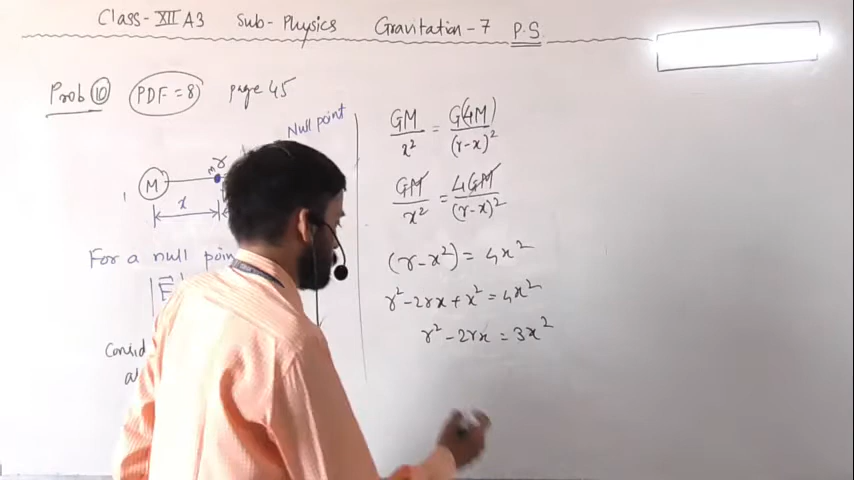 Class-XII A3 Sub-Physics Gravitation-7 P.S
Prob 10 PDF=8 page 45
Null point
r
M m
x
For a null poin
|E|
Consid
GM/x² = G(4M)/(r-x)²
GM/x² = 4GM/(r-x)²
(r-x²) = 4x²
r²-2rx+x² = 4x²
r²-2rx = 3x²